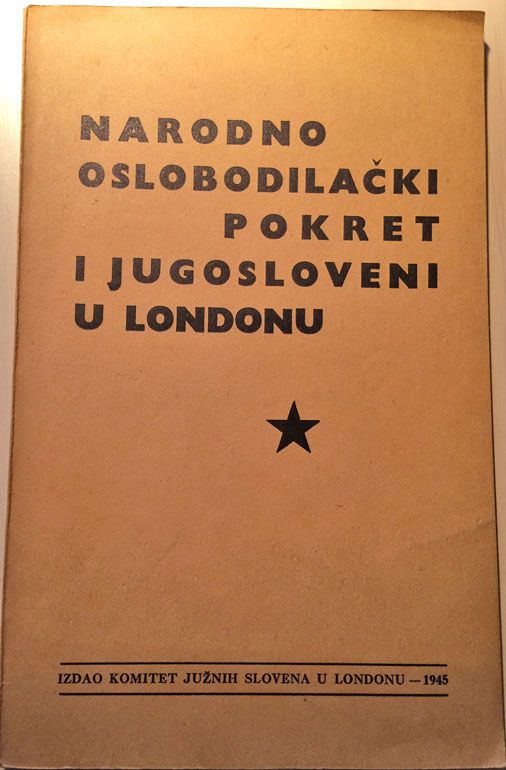 NARODNO
OSLOBODILAČKI
POKRET
I JUGOSLOVENI
U LONDONU
IZDAO KOMITET JUŽNIH SLOVENA U LONDONU — 1945